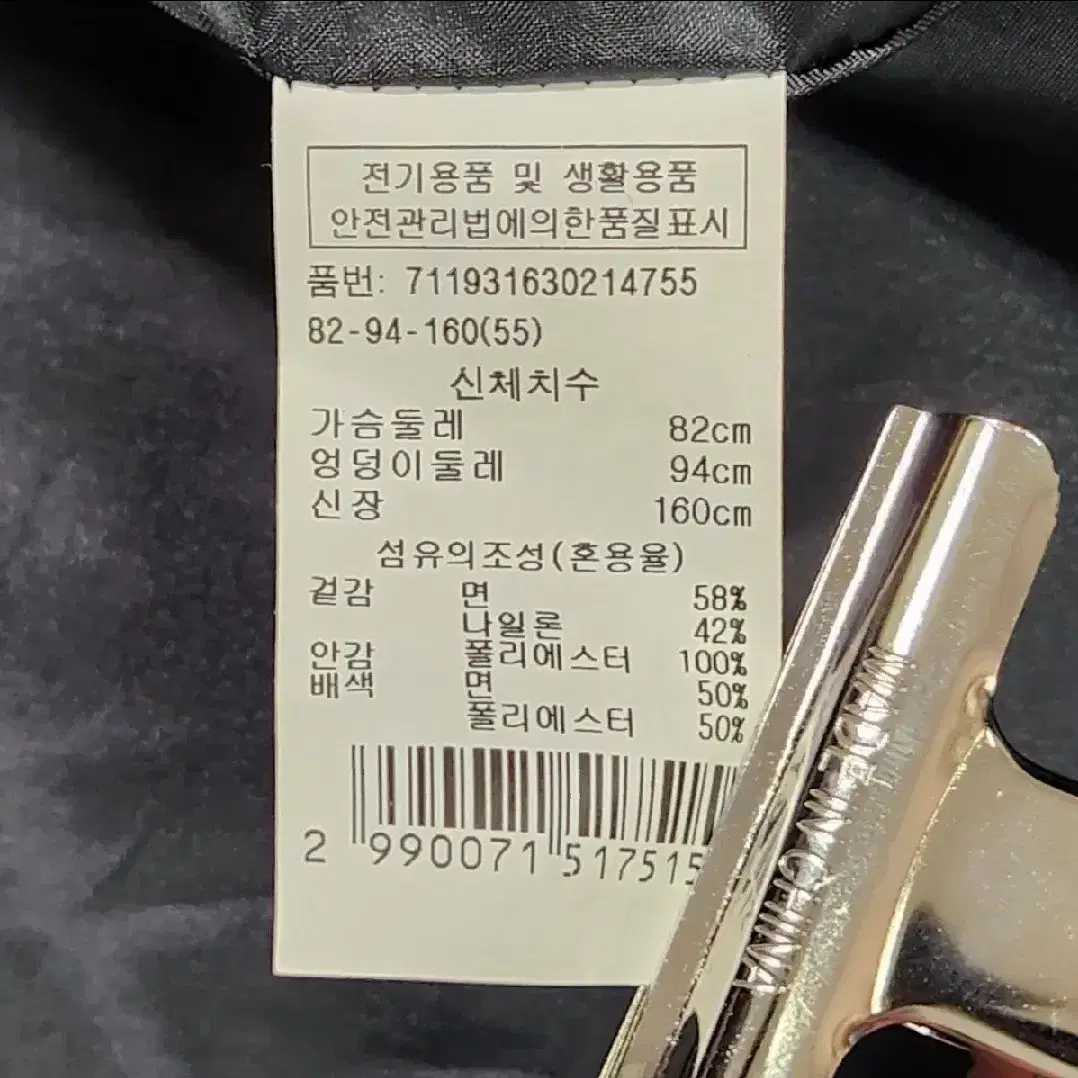 전기용품 및 생활용품
안전관리법에의한품질표시
품번: 711931630214755
82-94-160(55)
신체치수
가슴둘레 82cm
엉덩이둘레 94cm
신장 160cm
섬유의조성(혼용율)
겉감 면 58%
나일론 42%
안감 폴리에스터 100%
배색 면 50%
폴리에스터 50%
2 990071 517515
MADE IN CHINA